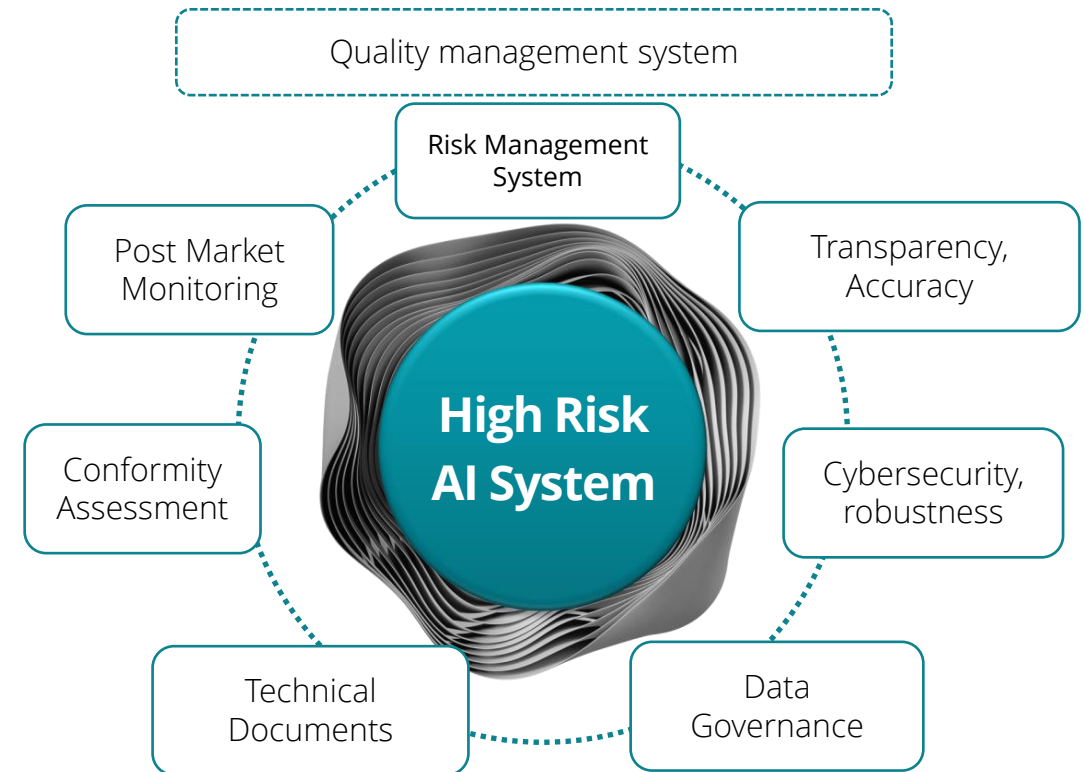 Quality management system
Risk Management
System
Transparency,
Accuracy
Cybersecurity,
robustness
Data
Governance
Technical
Documents
Conformity
Assessment
Post Market
Monitoring
High Risk
AI System